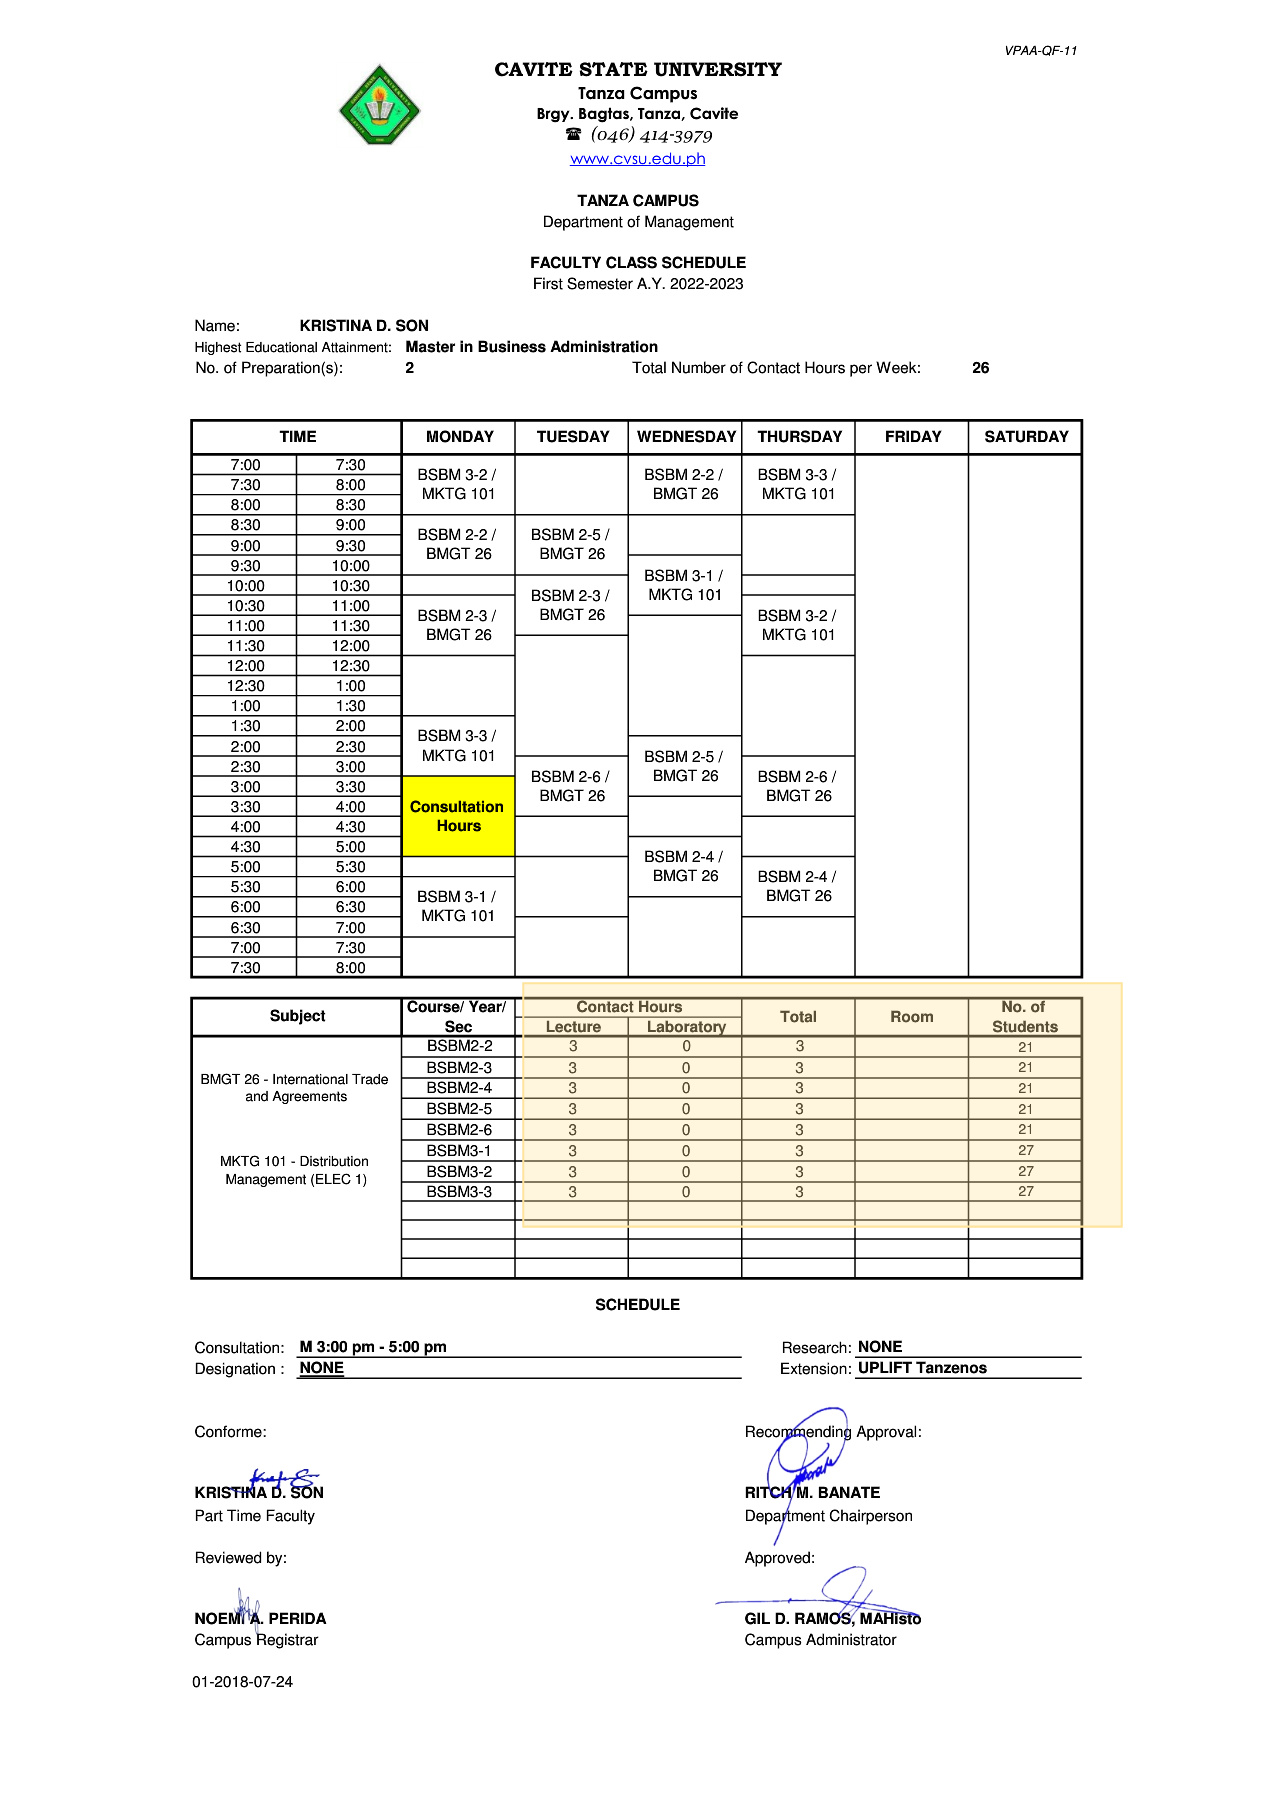 VPAA-QF-11
CAVITE STATE UNIVERSITY
Tanza Campus
Brgy. Bagtas, Tanza, Cavite
☎ (046) 414-3979
www.cvsu.edu.ph
TANZA CAMPUS
Department of Management
FACULTY CLASS SCHEDULE
First Semester A.Y. 2022-2023
Name: KRISTINA D. SON
Highest Educational Attainment: Master in Business Administration
No. of Preparation(s): 2 Total Number of Contact Hours per Week: 26
TIME MONDAY TUESDAY WEDNESDAY THURSDAY FRIDAY SATURDAY
7:00 7:30
7:30 8:00
8:00 8:30
8:30 9:00
9:00 9:30
9:30 10:00
10:00 10:30
10:30 11:00
11:00 11:30
11:30 12:00
12:00 12:30
12:30 1:00
1:00 1:30
1:30 2:00
2:00 2:30
2:30 3:00
3:00 3:30
3:30 4:00
4:00 4:30
4:30 5:00
5:00 5:30
5:30 6:00
6:00 6:30
6:30 7:00
7:00 7:30
7:30 8:00
BSBM 3-2 /
MKTG 101
BSBM 2-2 /
BMGT 26
BSBM 2-3 /
BMGT 26
BSBM 3-3 /
MKTG 101
Consultation
Hours
BSBM 3-1 /
MKTG 101
BSBM 2-5 /
BMGT 26
BSBM 2-3 /
BMGT 26
BSBM 2-6 /
BMGT 26
BSBM 2-2 /
BMGT 26
BSBM 3-1 /
MKTG 101
BSBM 2-5 /
BMGT 26
BSBM 2-4 /
BMGT 26
BSBM 3-3 /
MKTG 101
BSBM 3-2 /
MKTG 101
BSBM 2-6 /
BMGT 26
BSBM 2-4 /
BMGT 26
Subject Course/ Year/ Sec Contact Hours Total Room No. of Students
Lecture Laboratory
BMGT 26 - International Trade
and Agreements
MKTG 101 - Distribution
Management (ELEC 1)
BSBM2-2 3 0 3 21
BSBM2-3 3 0 3 21
BSBM2-4 3 0 3 21
BSBM2-5 3 0 3 21
BSBM2-6 3 0 3 21
BSBM3-1 3 0 3 27
BSBM3-2 3 0 3 27
BSBM3-3 3 0 3 27
SCHEDULE
Consultation: M 3:00 pm - 5:00 pm Research: NONE
Designation : NONE Extension: UPLIFT Tanzenos
Conforme: Recommending Approval:
KRISTINA D. SON RITCH M. BANATE
Part Time Faculty Department Chairperson
Reviewed by: Approved:
NOEMI A. PERIDA GIL D. RAMOS, MAHisto
Campus Registrar Campus Administrator
01-2018-07-24